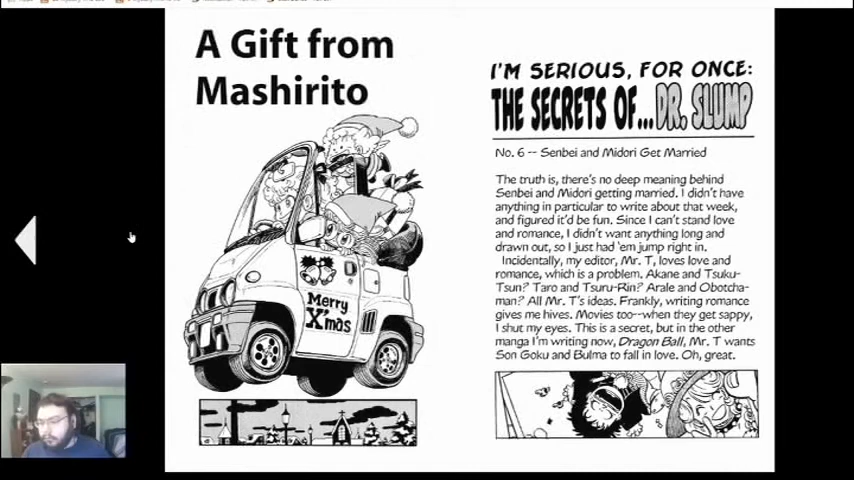 A Gift from
Mashirito
Merry
X'mas
I'M SERIOUS, FOR ONCE:
THE SECRETS OF...DR. SLUMP
No. 6 -- Senbei and Midori Get Married
The truth is, there's no deep meaning behind
Senbei and Midori getting married. I didn't have
anything in particular to write about that week,
and figured it'd be fun. Since I can't stand love
and romance, I didn't want anything long and
drawn out, so I just had 'em jump right in.
Incidentally, my editor, Mr. T, loves love and
romance, which is a problem. Akane and Tsuku-
Tsun? Taro and Tsuru-Rin? Arale and Obotcha-
man? All Mr. T's ideas. Frankly, writing romance
gives me hives. Movies too--when they get sappy,
I shut my eyes. This is a secret, but in the other
manga I'm writing now, Dragon Ball, Mr. T wants
Son Goku and Bulma to fall in love. Oh, great.